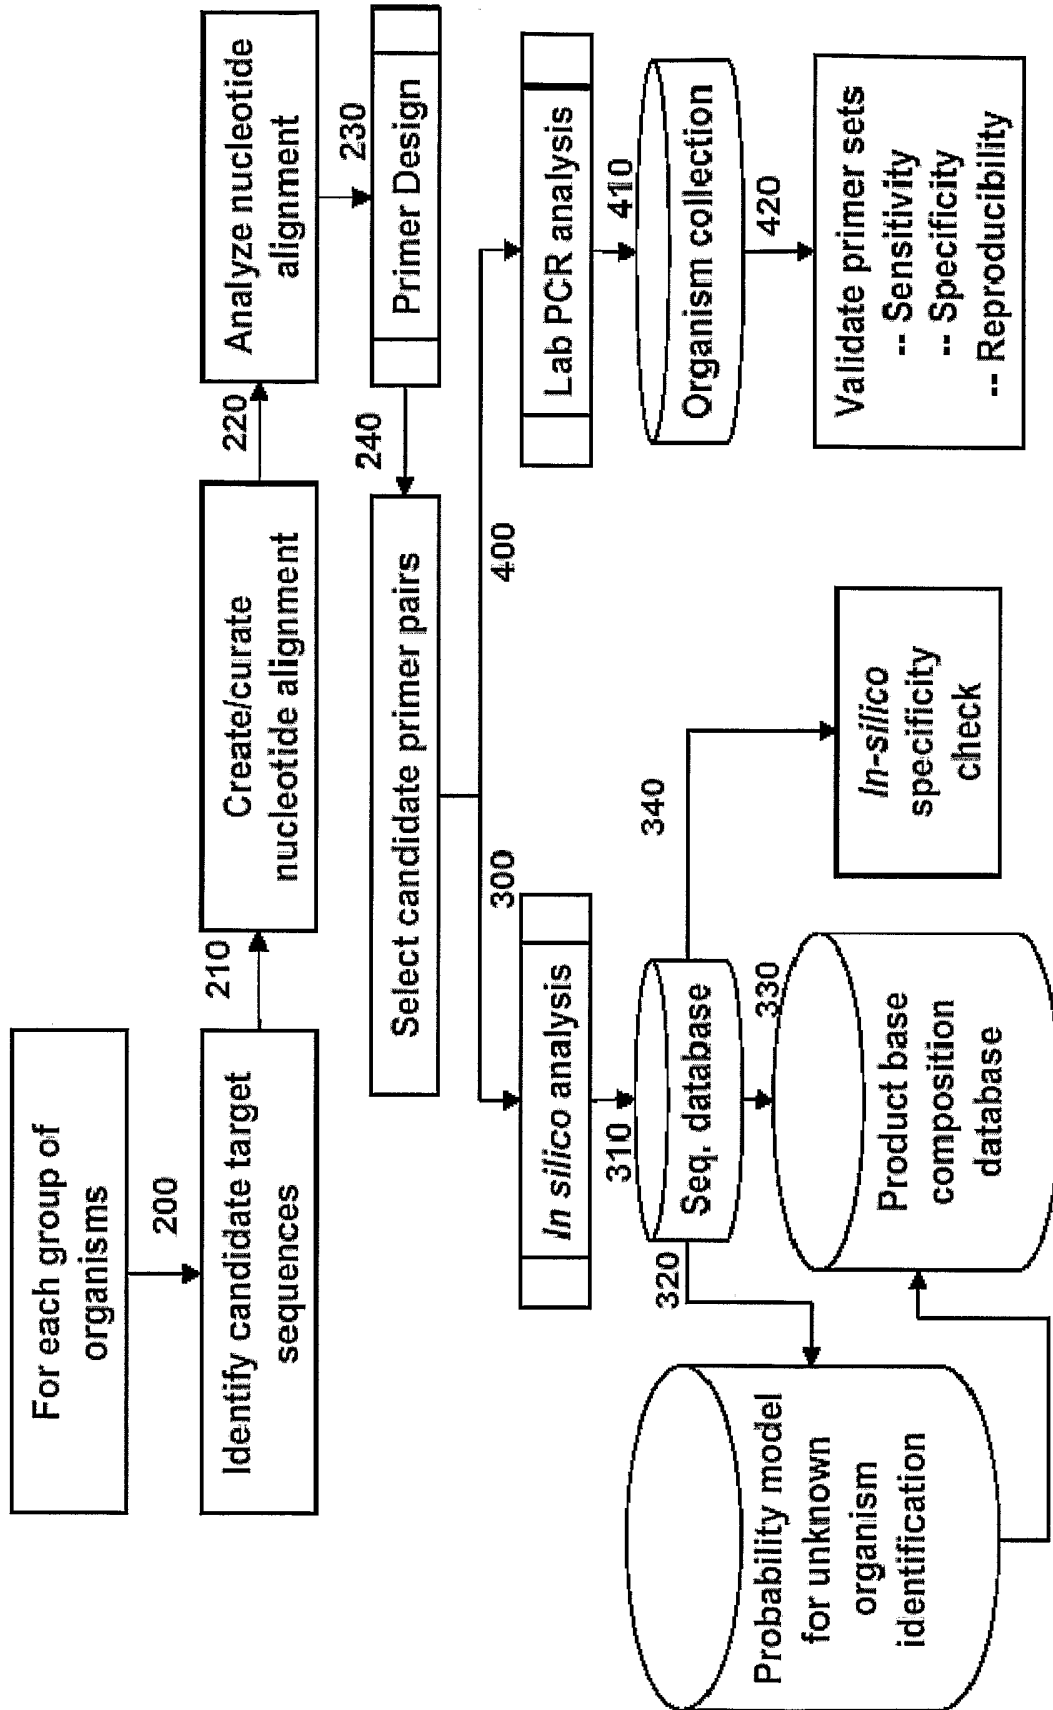 For each group of
organisms
200
Identify candidate target
sequences
210
Create/curate
nucleotide alignment
220
Analyze nucleotide
alignment
230
Primer Design
240
Select candidate primer pairs
300
400
In silico analysis
310
Seq. database
320
330
340
Probability model
for unknown
organism
identification
Product base
composition
database
In-silico
specificity
check
Lab PCR analysis
410
Organism collection
420
Validate primer sets
-- Sensitivity
-- Specificity
-- Reproducibility